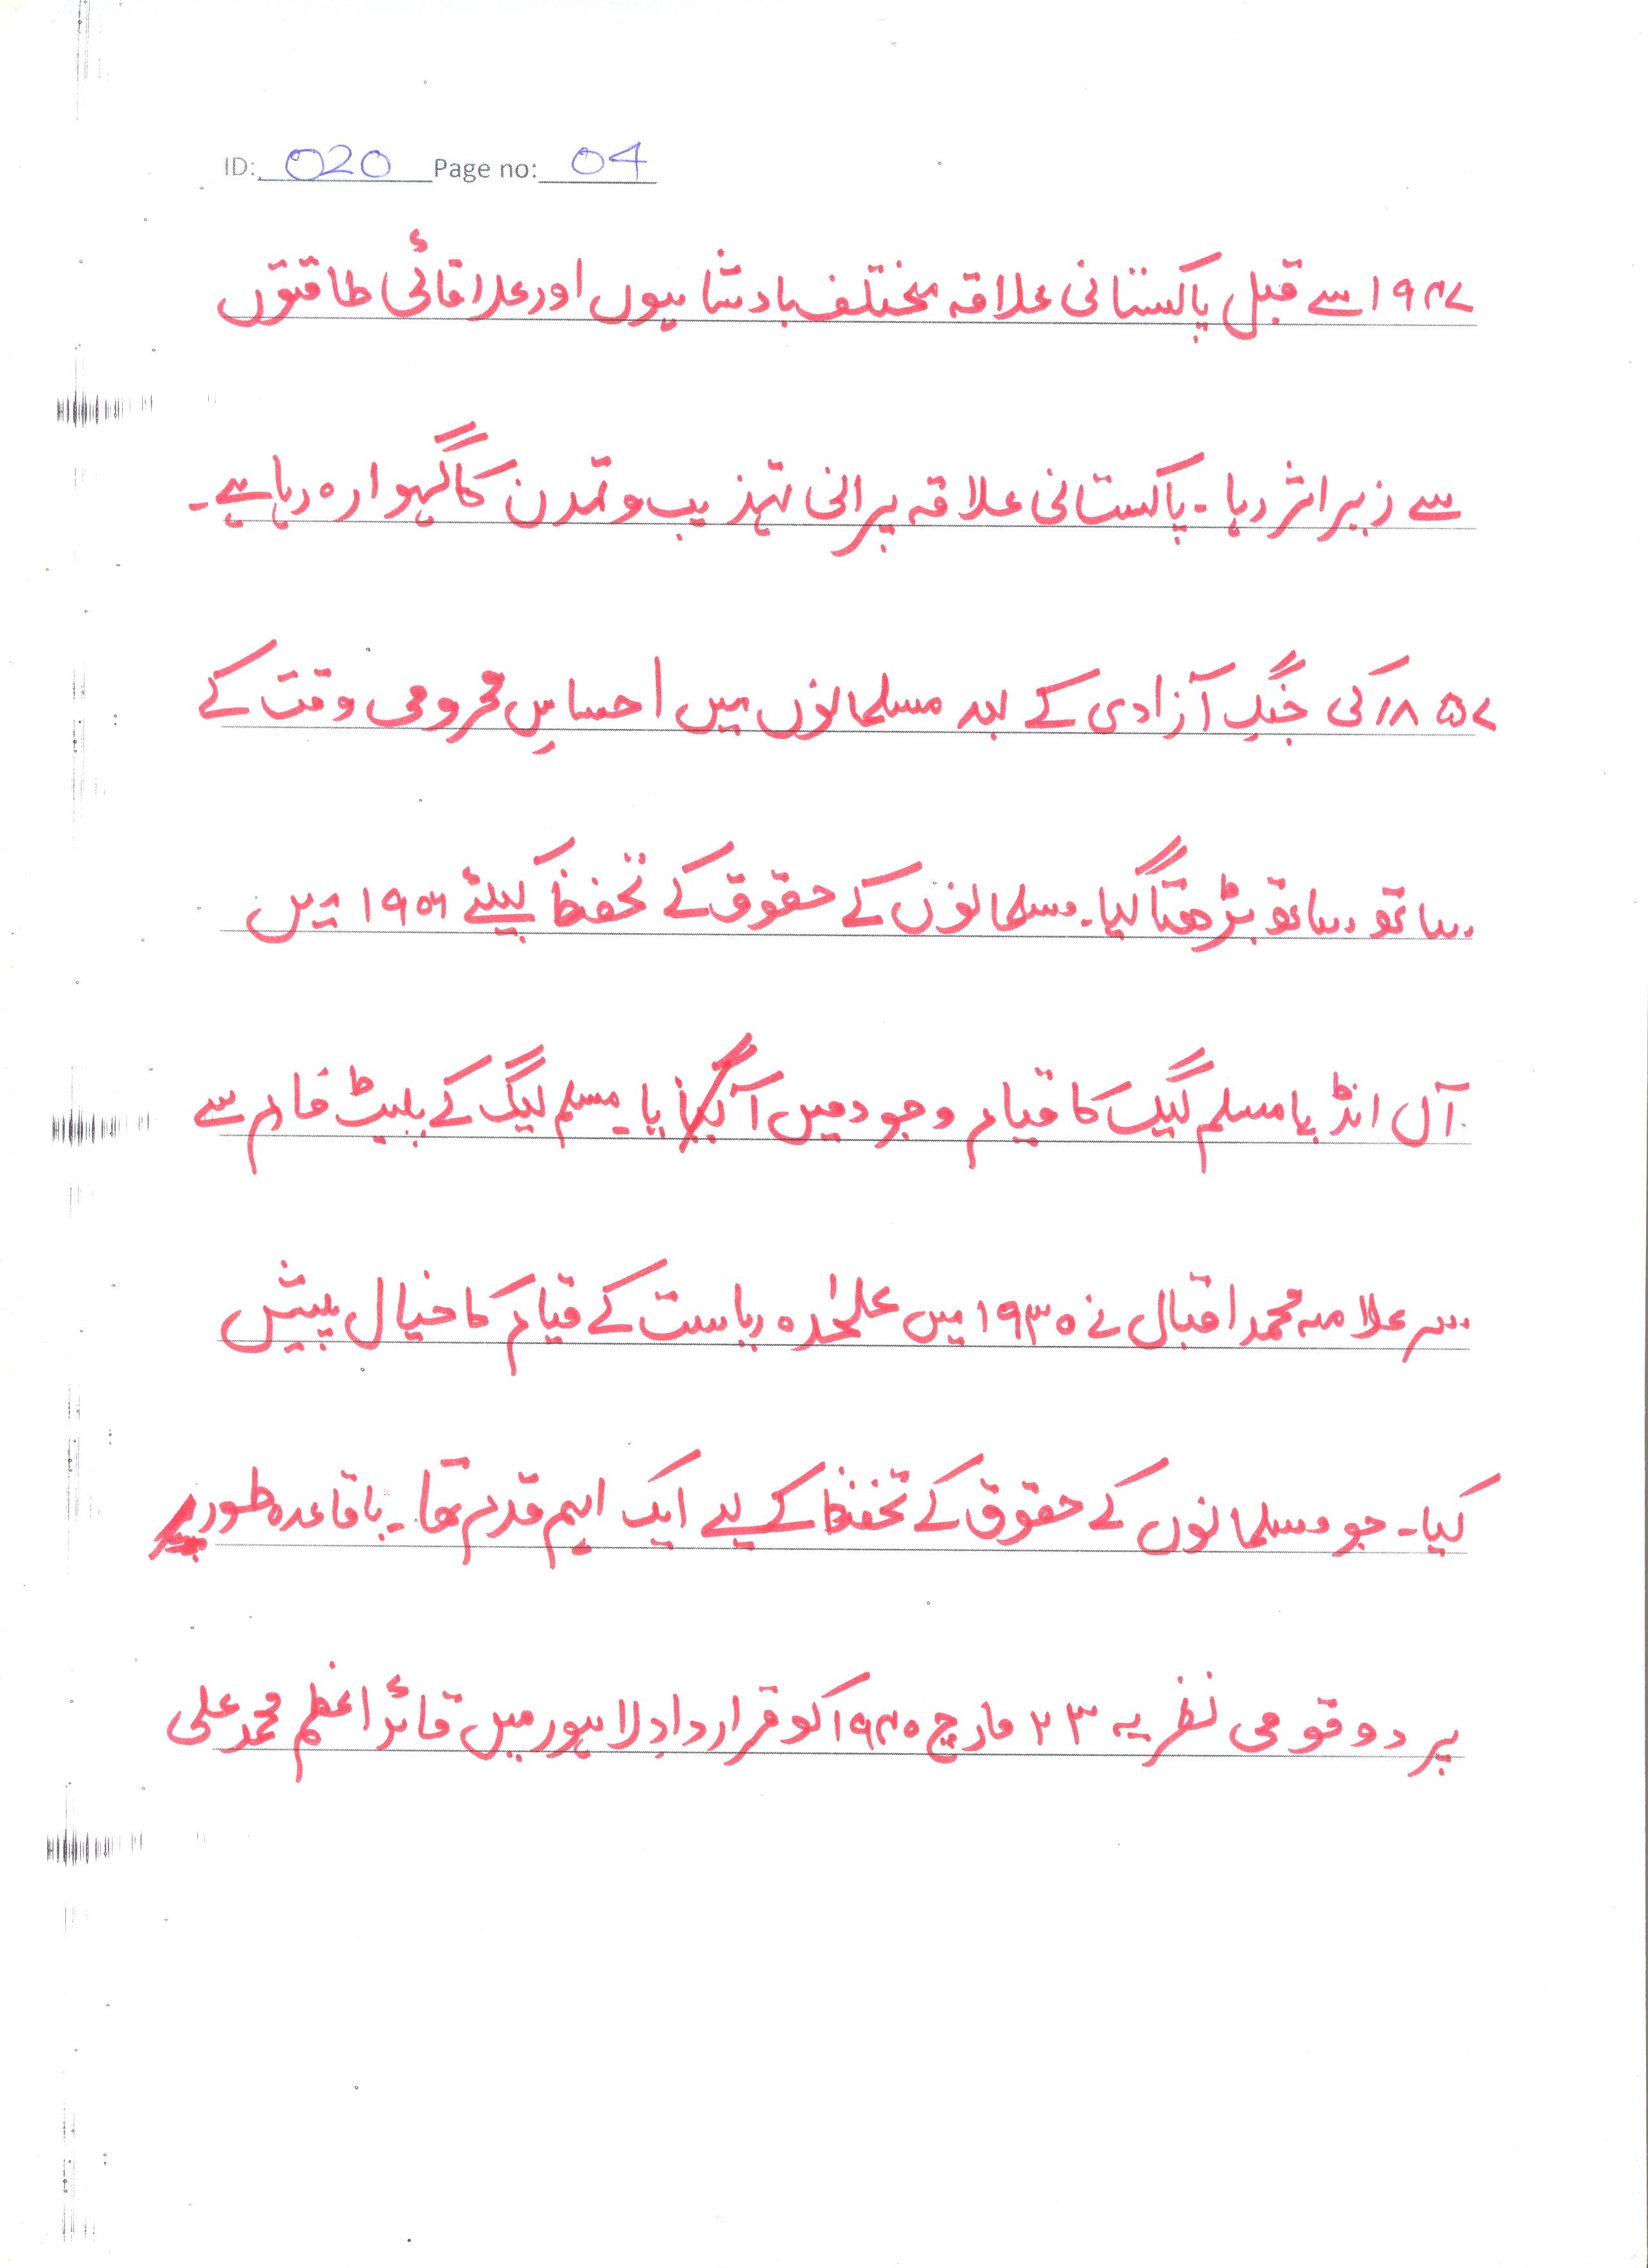 ID: 020 Page no: 04
۱۹۴۷ سے قبل پاکستانی علاقہ مختلف بادشاہیوں اور علاقائی طاقتوں
سے زیر اثر رہا۔ پاکستانی علاقہ پرانی تہذیب و تمدن کا گہوارہ رہا ہے۔
۱۸۵۷ کی جنگِ آزادی کے بعد مسلمانوں میں احساسِ محرومی وقت کے
ساتھ ساتھ بڑھتا گیا۔ مسلمانوں کے حقوق کے تحفظ کیلئے ۱۹۰۶ میں
آل انڈیا مسلم لیگ کا قیام وجود میں آیا۔ مسلم لیگ کے پلیٹ فارم سے
سر علامہ محمد اقبال نے ۱۹۳۰ میں علیٰحدہ ریاست کے قیام کا خیال پیش
کیا۔ جو مسلمانوں کے حقوق کے تحفظ کے لیے ایک اہم قدم تھا۔ باقاعدہ طور
پر دو قومی نظریہ ۲۳ مارچ ۱۹۴۰ کو قراردادِ لاہور میں قائد اعظم محمد علی